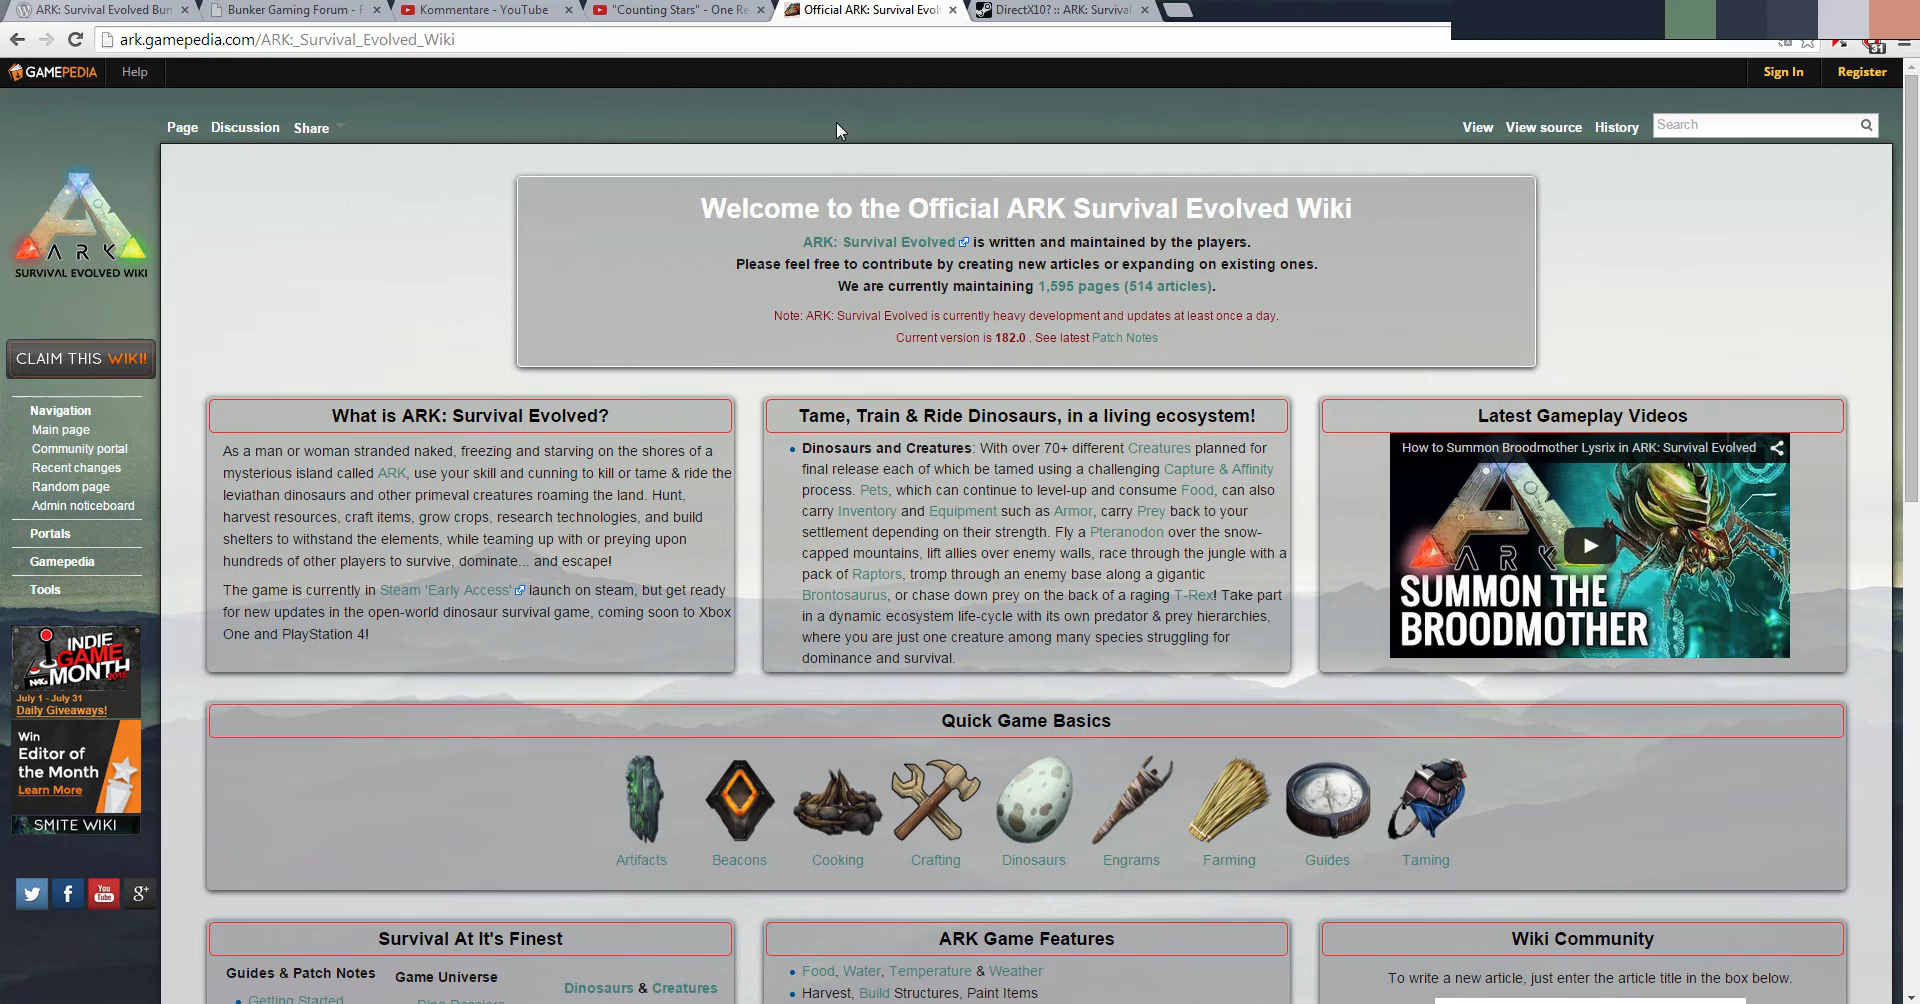 ARK: Survival Evolved Bun
Bunker Gaming Forum - F
Kommentare - YouTube
"Counting Stars" - One Re
Official ARK: Survival Evol
DirectX10? :: ARK: Surviva
ark.gamepedia.com/ARK:_Survival_Evolved_Wiki
31
GAMEPEDIA
Help
Sign In
Register
Page
Discussion
Share
View
View source
History
Search
ARK
SURVIVAL EVOLVED WIKI
Welcome to the Official ARK Survival Evolved Wiki
ARK: Survival Evolved is written and maintained by the players.
Please feel free to contribute by creating new articles or expanding on existing ones.
We are currently maintaining 1,595 pages (514 articles).
Note: ARK: Survival Evolved is currently heavy development and updates at least once a day.
Current version is 182.0 . See latest Patch Notes
CLAIM THIS WIKI!
Navigation
Main page
Community portal
Recent changes
Random page
Admin noticeboard
Portals
Gamepedia
Tools
INDIE
GAME
MONTH
NAG
2015
July 1 - July 31
Daily Giveaways!
Win
Editor of
the Month
Learn More
SMITE WIKI
You
Tube
g+
What is ARK: Survival Evolved?
As a man or woman stranded naked, freezing and starving on the shores of a
mysterious island called ARK, use your skill and cunning to kill or tame & ride the
leviathan dinosaurs and other primeval creatures roaming the land. Hunt,
harvest resources, craft items, grow crops, research technologies, and build
shelters to withstand the elements, while teaming up with or preying upon
hundreds of other players to survive, dominate... and escape!
The game is currently in Steam 'Early Access' launch on steam, but get ready
for new updates in the open-world dinosaur survival game, coming soon to Xbox
One and PlayStation 4!
Tame, Train & Ride Dinosaurs, in a living ecosystem!
Dinosaurs and Creatures: With over 70+ different Creatures planned for
final release each of which be tamed using a challenging Capture & Affinity
process. Pets, which can continue to level-up and consume Food, can also
carry Inventory and Equipment such as Armor, carry Prey back to your
settlement depending on their strength. Fly a Pteranodon over the snow-
capped mountains, lift allies over enemy walls, race through the jungle with a
pack of Raptors, tromp through an enemy base along a gigantic
Brontosaurus, or chase down prey on the back of a raging T-Rex! Take part
in a dynamic ecosystem life-cycle with its own predator & prey hierarchies,
where you are just one creature among many species struggling for
dominance and survival.
Latest Gameplay Videos
How to Summon Broodmother Lysrix in ARK: Survival Evolved
ARK
SUMMON THE
BROODMOTHER
Quick Game Basics
Artifacts
Beacons
Cooking
Crafting
Dinosaurs
Engrams
Farming
Guides
Taming
Survival At It's Finest
Guides & Patch Notes
Getting Started
Game Universe
Dino Dossiers
Dinosaurs & Creatures
ARK Game Features
Food, Water, Temperature & Weather
Harvest, Build Structures, Paint Items
Wiki Community
To write a new article, just enter the article title in the box below.